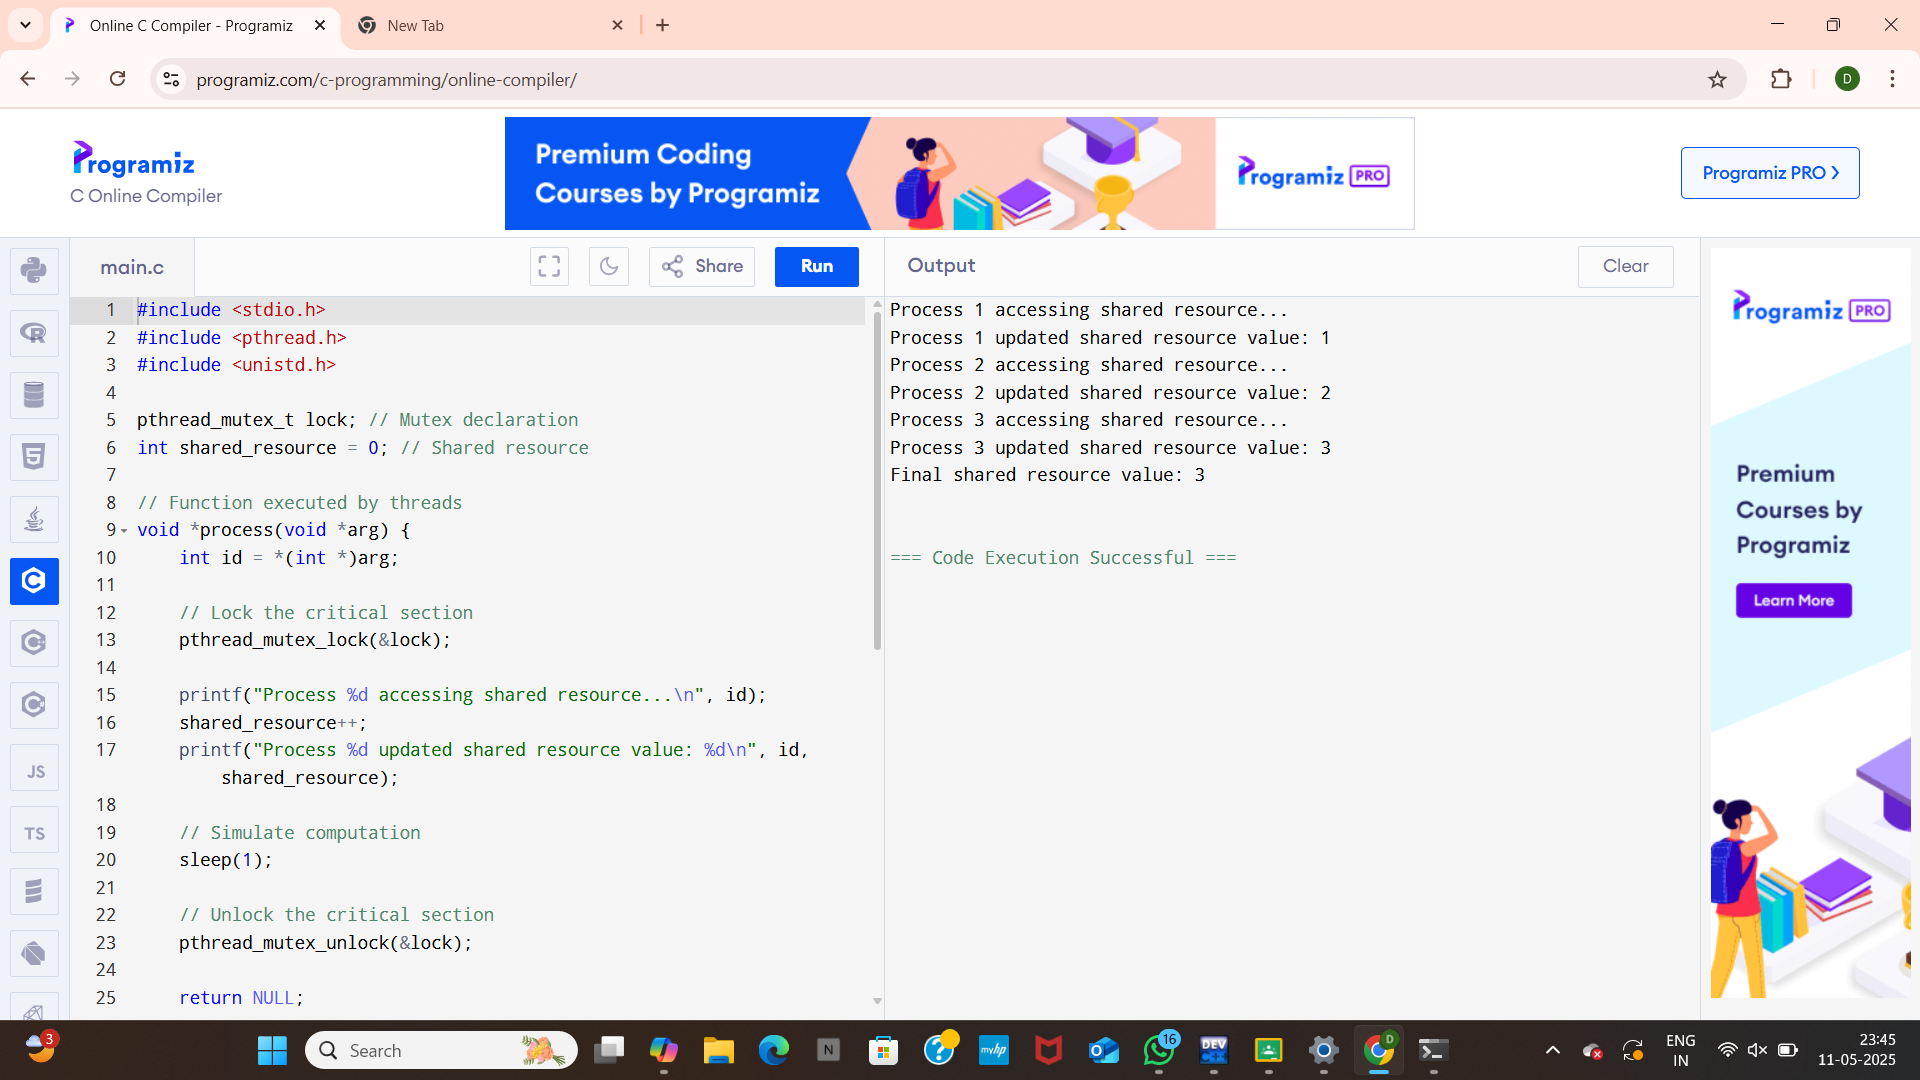 Online C Compiler - Programiz
New Tab
programiz.com/c-programming/online-compiler/
D
Programiz
C Online Compiler
Premium Coding
Courses by Programiz
Programiz PRO
Programiz PRO >
main.c
Share
Run
Output
Clear
1 #include <stdio.h>
2 #include <pthread.h>
3 #include <unistd.h>
4
5 pthread_mutex_t lock; // Mutex declaration
6 int shared_resource = 0; // Shared resource
7
8 // Function executed by threads
9 void *process(void *arg) {
10 int id = *(int *)arg;
11
12 // Lock the critical section
13 pthread_mutex_lock(&lock);
14
15 printf("Process %d accessing shared resource...\n", id);
16 shared_resource++;
17 printf("Process %d updated shared resource value: %d\n", id,
shared_resource);
18
19 // Simulate computation
20 sleep(1);
21
22 // Unlock the critical section
23 pthread_mutex_unlock(&lock);
24
25 return NULL;
Process 1 accessing shared resource...
Process 1 updated shared resource value: 1
Process 2 accessing shared resource...
Process 2 updated shared resource value: 2
Process 3 accessing shared resource...
Process 3 updated shared resource value: 3
Final shared resource value: 3
=== Code Execution Successful ===
Programiz PRO
Premium
Courses by
Programiz
Learn More
R
5
C
C
C
JS
TS
3
Search
N
myhp
16
DEV
C++
D
ENG
IN
23:45
11-05-2025